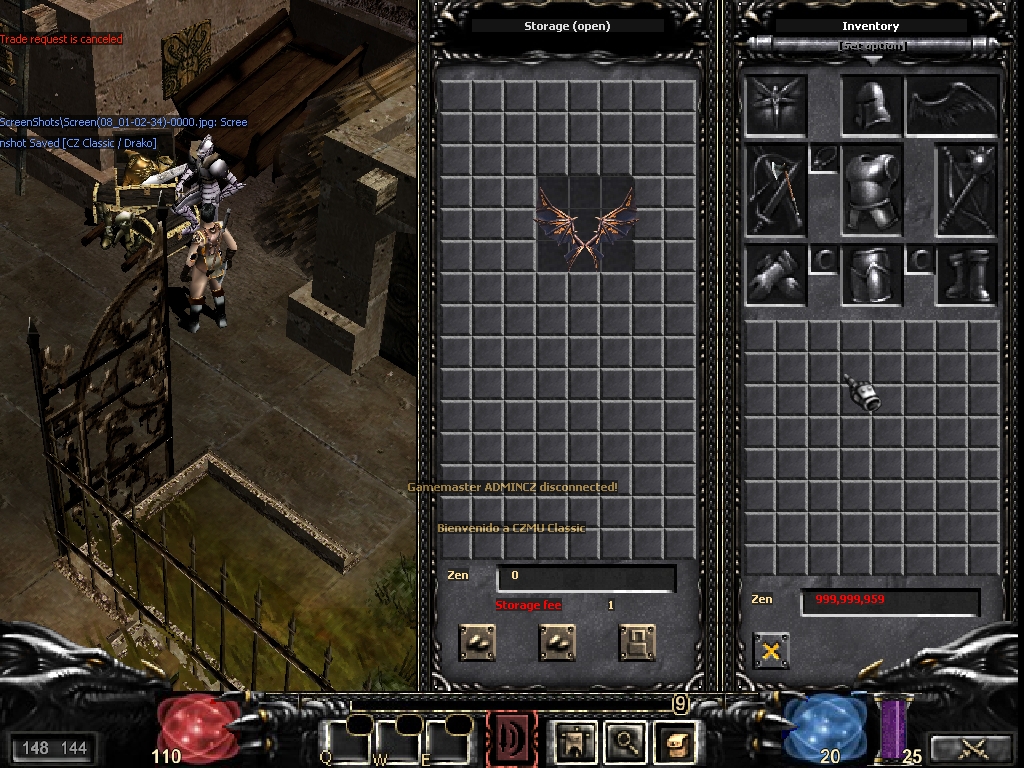 Storage (open)
Inventory
[Set option]
Trade request is canceled
ScreenShots\Screen(08_01-02-34)-0000.jpg: Scree
nshot Saved [CZ Classic / Drako]
Gamemaster ADMINCZ disconnected!
Bienvenido a CZMU Classic
Zen 0
Storage fee 1
Zen 999,999,959
9
Q W E
148 144
110
20
25